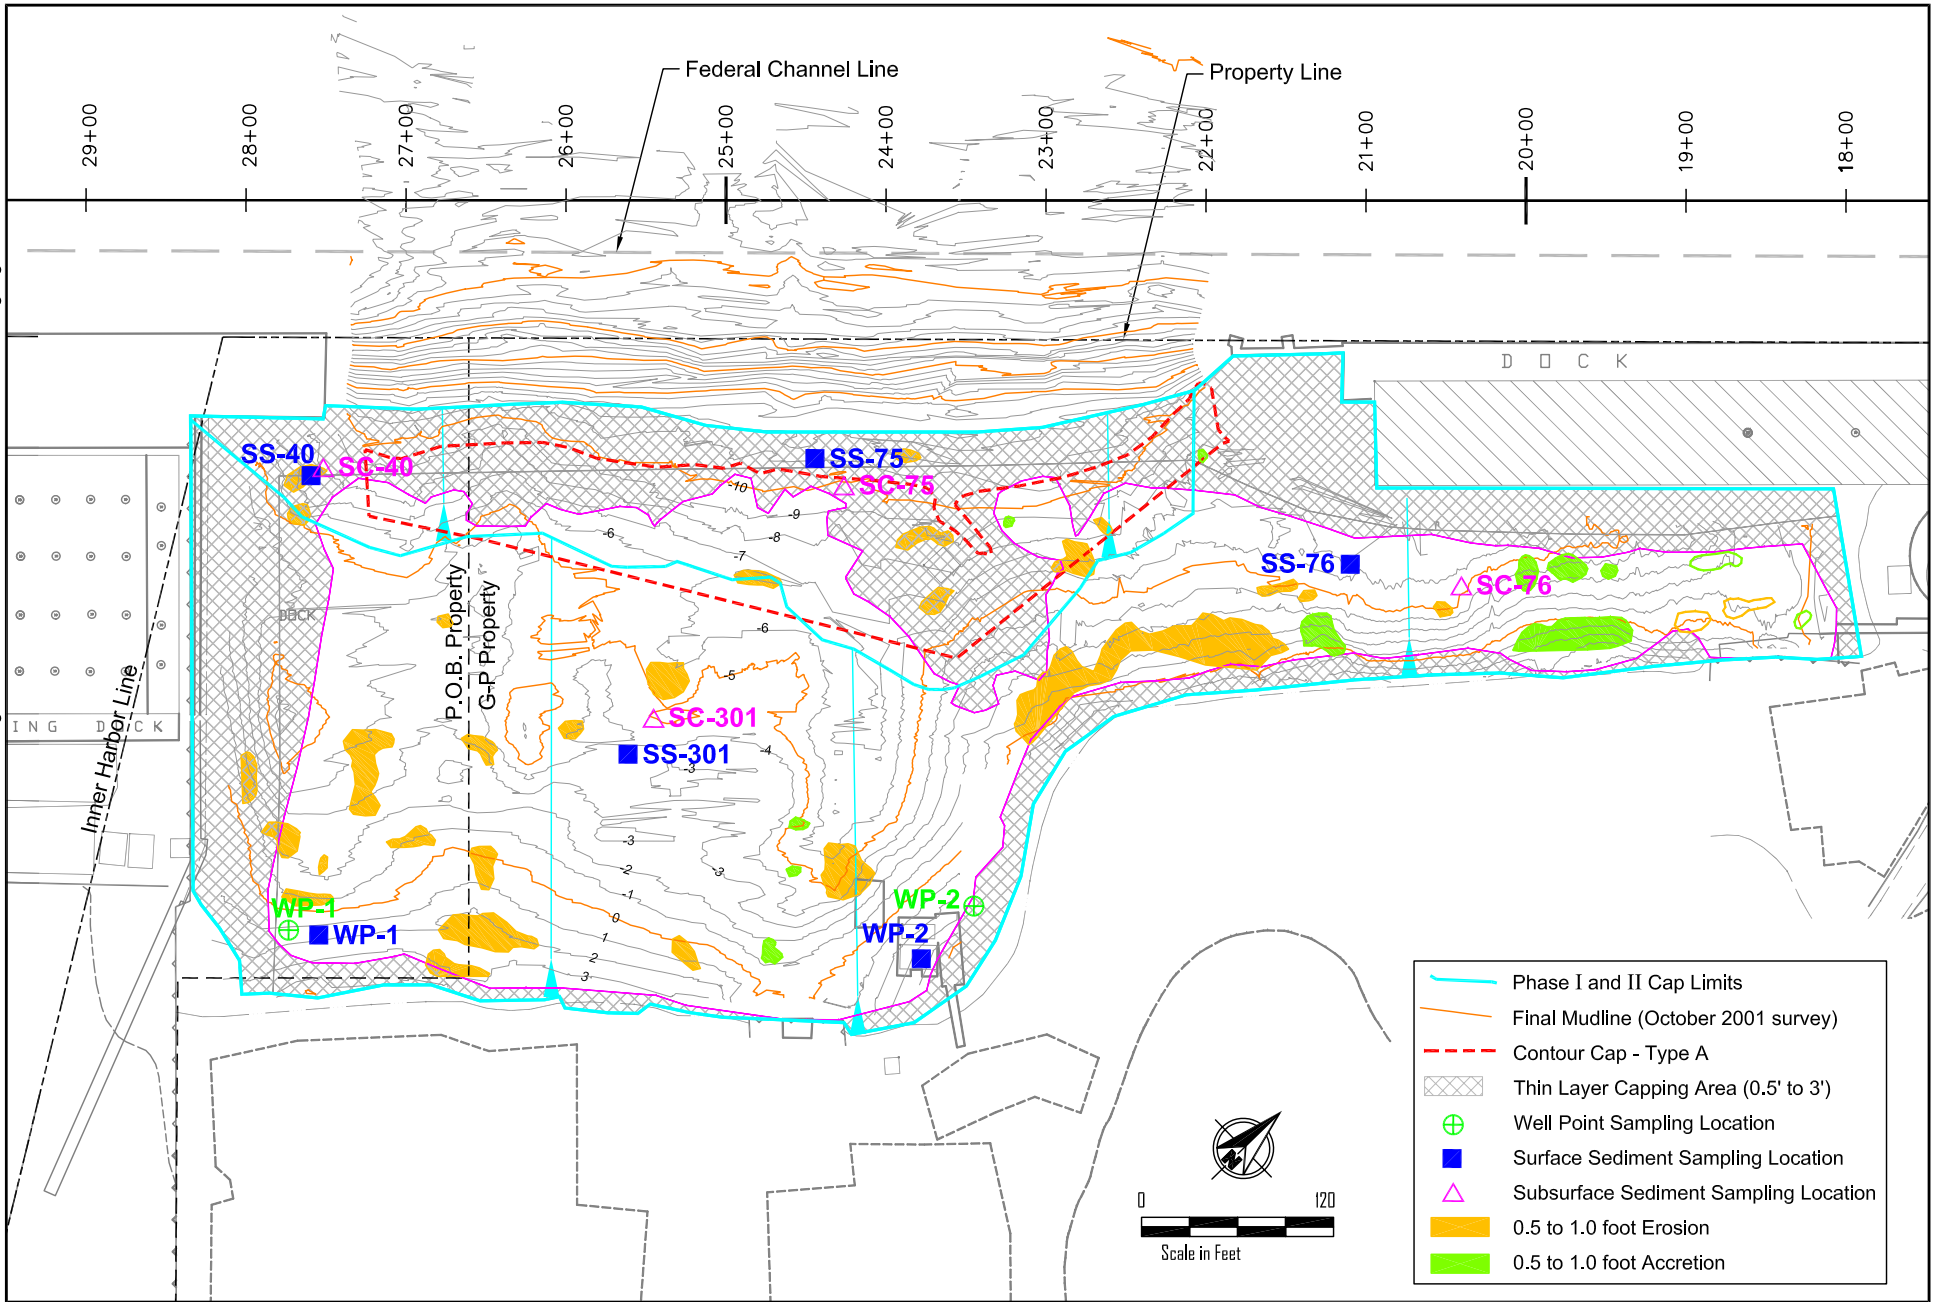 Federal Channel Line
Property Line
29+00
28+00
27+00
26+00
25+00
24+00
23+00
22+00
21+00
20+00
19+00
18+00
DOCK
SS-40
SC-40
SS-75
SC-75
-10
-9
-8
-7
-6
-6
-5
-4
-3
-3
-3
-2
-1
0
1
2
3
SS-76
SC-76
DOCK
P.O.B. Property
G-P Property
Inner Harbor Line
ING DOCK
SC-301
SS-301
WP-1
WP-1
WP-2
WP-2
N
0 120
Scale in Feet
Phase I and II Cap Limits
Final Mudline (October 2001 survey)
Contour Cap - Type A
Thin Layer Capping Area (0.5' to 3')
Well Point Sampling Location
Surface Sediment Sampling Location
Subsurface Sediment Sampling Location
0.5 to 1.0 foot Erosion
0.5 to 1.0 foot Accretion